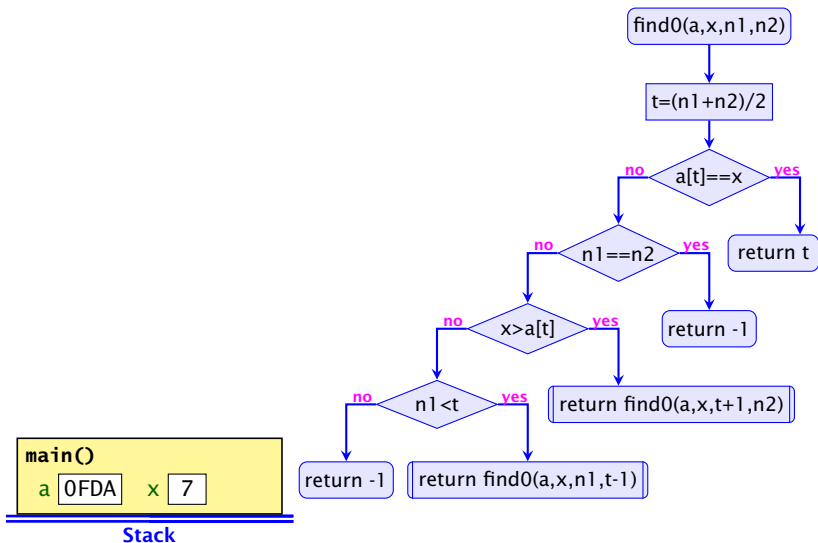 find0(a,x,n1,n2)
t=(n1+n2)/2
a[t]==x
no
yes
return t
n1==n2
no
yes
return -1
x>a[t]
no
yes
return find0(a,x,t+1,n2)
n1<t
no
yes
return -1
return find0(a,x,n1,t-1)
main()
a 0FDA x 7
Stack